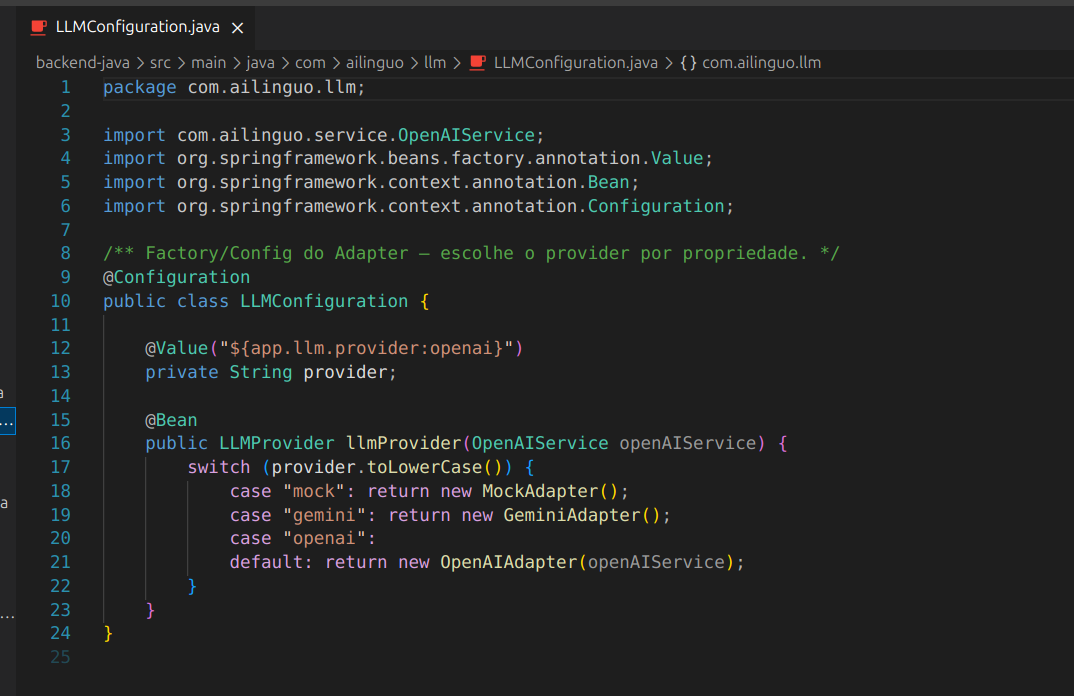 LLMConfiguration.java ×
backend-java > src > main > java > com > ailinguo > llm > LLMConfiguration.java > {} com.ailinguo.llm
1 package com.ailinguo.llm;
2
3 import com.ailinguo.service.OpenAIService;
4 import org.springframework.beans.factory.annotation.Value;
5 import org.springframework.context.annotation.Bean;
6 import org.springframework.context.annotation.Configuration;
7
8 /** Factory/Config do Adapter – escolhe o provider por propriedade. */
9 @Configuration
10 public class LLMConfiguration {
11
12     @Value("${app.llm.provider:openai}")
13     private String provider;
14
15     @Bean
16     public LLMProvider llmProvider(OpenAIService openAIService) {
17         switch (provider.toLowerCase()) {
18             case "mock": return new MockAdapter();
19             case "gemini": return new GeminiAdapter();
20             case "openai":
21             default: return new OpenAIAdapter(openAIService);
22         }
23     }
24 }
25
a
...
a
...